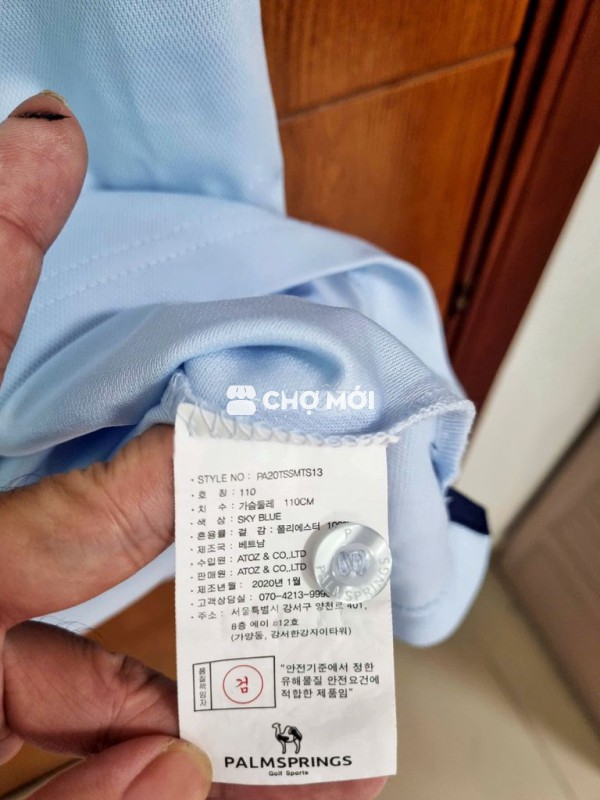 CHỢ MỚI
· STYLE NO : PA20TSSMTS13
· 호 칭 : 110
· 치 수 : 가슴둘레 110CM
· 색 상 : SKY BLUE
· 혼용률 : 겉 감 : 폴리에스터
· 제조국 : 베트남
· 수입원 : ATOZ & CO.,LTD
· 판매원 : ATOZ & CO.,LTD
· 제조년월 : 2020년 1월
· 고객상담실 : 070-4213-
· 주소 : 서울특별시 강서구 양천로 401,
8층 에이 812호
(가양동, 강서한강자이타워)
PALMSPRINGS
품질책임자
검
"안전기준에서 정한
유해물질 안전요건에
적합한 제품임"
PALMSPRINGS
Golf Sports